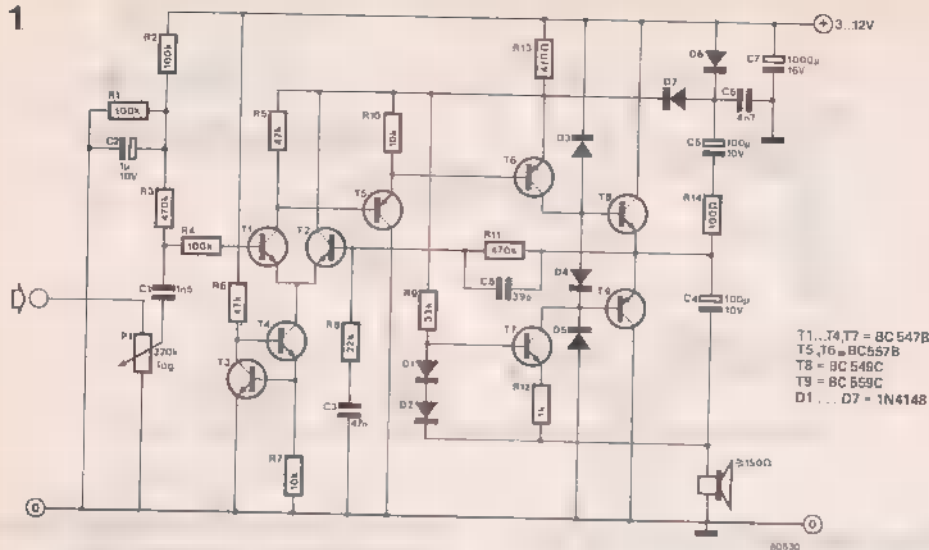 1
3...12V
R2
100k
R1
100k
C2
1µ
10V
R3
470k
R4
100k
C1
1n5
P1
220k
log
R5
47k
R10
10k
T1
T2
T5
R6
47k
T4
T3
R7
10k
R8
22k
C3
47n
R13
470Ω
T6
D3
T8
R11
470k
R9
33k
D1
D2
T7
D4
D5
T9
R12
1k
D7
D6
C6
4n7
C7
1000µ
16V
C5
100µ
10V
R14
100Ω
C4
100µ
10V
T1...T4,T7 = BC 547B
T5,T6 = BC557B
T8 = BC 549C
T9 = BC 559C
D1 ... D7 = 1N4148
≥150Ω
0
0
80530